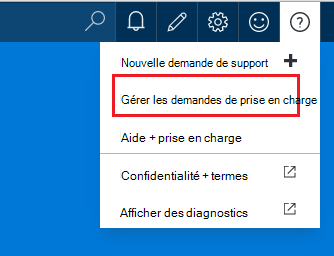 Nouvelle demande de support
Gérer les demandes de prise en charge
Aide + prise en charge
Confidentialité + termes
Afficher des diagnostics